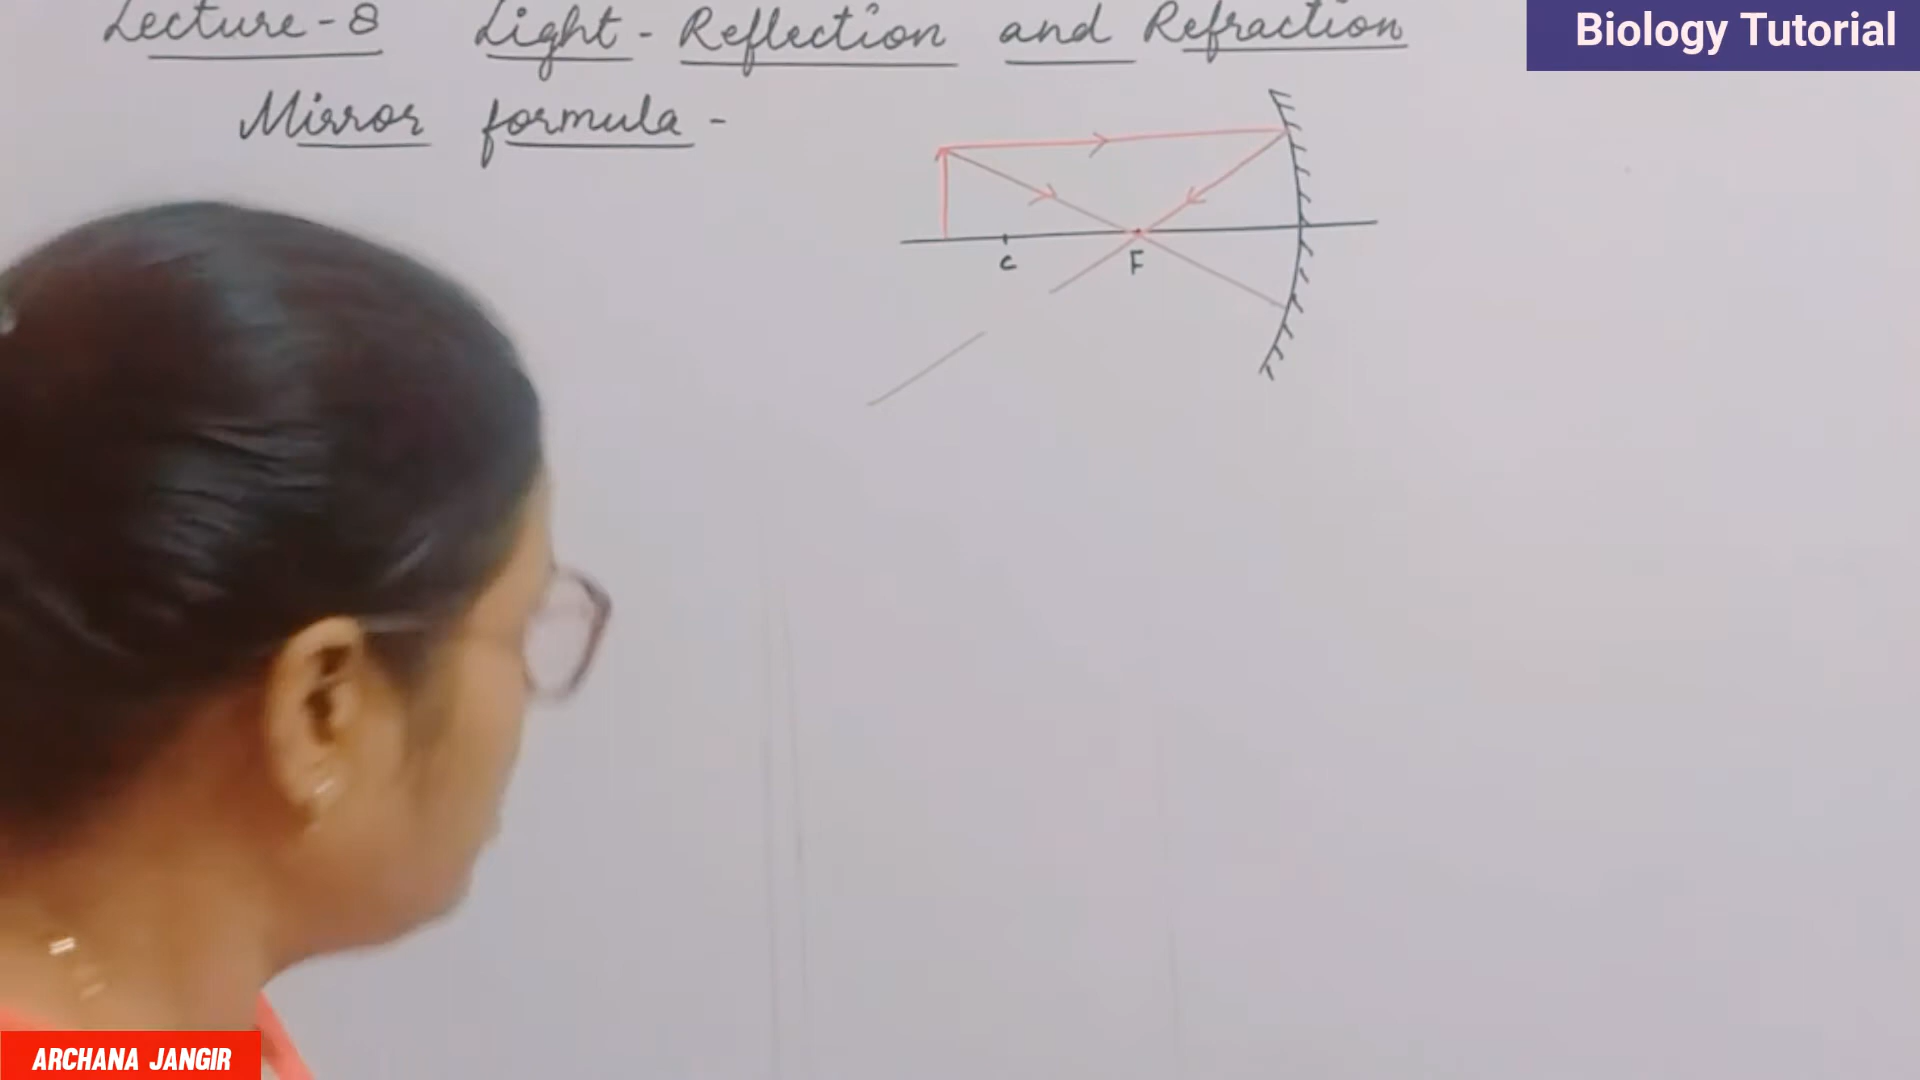 Lecture-8 Light - Reflection and Refraction
Biology Tutorial
Mirror formula -
C
F
ARCHANA JANGIR